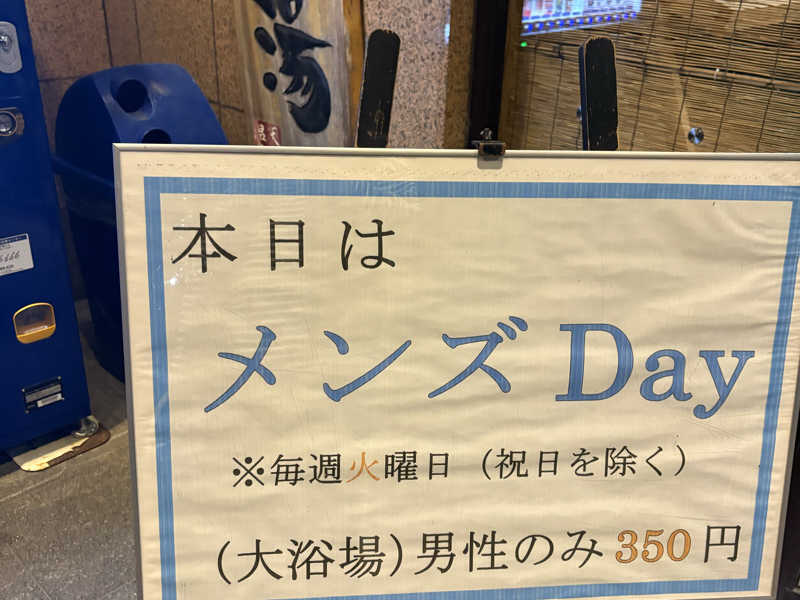 湯
本日は
メンズDay
※毎週火曜日（祝日を除く）
（大浴場）男性のみ350円